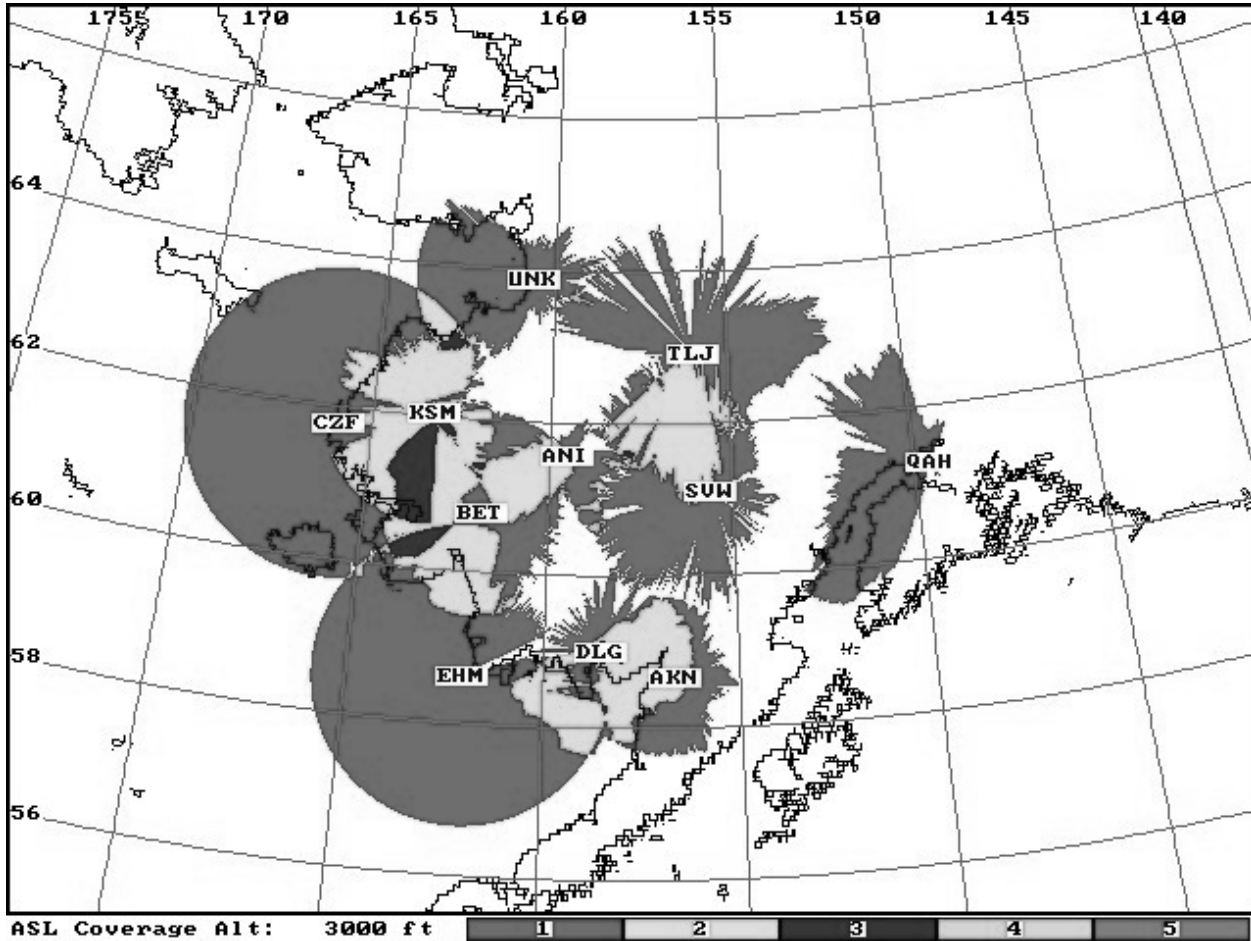 175 170 165 160 155 150 145 140
64
UNK
62
TLJ
CZF KSM
ANI QAH
60
BET SVW
58
EHM DLG AKN
56
ASL Coverage Alt: 3000 ft 1 2 3 4 5